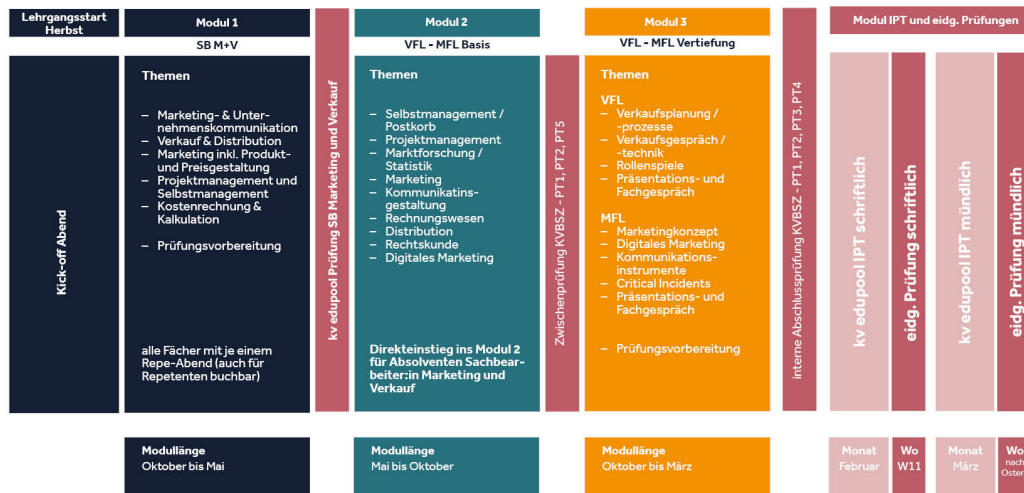 Lehrgangsstart
Herbst
Kick-off Abend
Modul 1
SB M+V
Themen
– Marketing- & Unter-
nehmenskommunikation
– Verkauf & Distribution
– Marketing inkl. Produkt-
und Preisgestaltung
– Projektmanagement und
Selbstmanagement
– Kostenrechnung &
Kalkulation
– Prüfungsvorbereitung
alle Fächer mit je einem
Repe-Abend (auch für
Repetenten buchbar)
Modullänge
Oktober bis Mai
kv edupool Prüfung SB Marketing und Verkauf
Modul 2
VFL - MFL Basis
Themen
– Selbstmanagement /
Postkorb
– Projektmanagement
– Marktforschung /
Statistik
– Marketing
– Kommunikatins-
gestaltung
– Rechnungswesen
– Distribution
– Rechtskunde
– Digitales Marketing
Direkteinstieg ins Modul 2
für Absolventen Sachbear-
beiter:in Marketing und
Verkauf
Modullänge
Mai bis Oktober
Zwischenprüfung KVBSZ - PT1, PT2, PT5
Modul 3
VFL - MFL Vertiefung
Themen
VFL
– Verkaufsplanung /
-prozesse
– Verkaufsgespräch /
-technik
– Rollenspiele
– Präsentations- und
Fachgespräch
MFL
– Marketingkonzept
– Digitales Marketing
– Kommunikations-
instrumente
– Critical Incidents
– Präsentations- und
Fachgespräch
– Prüfungsvorbereitung
Modullänge
Oktober bis März
interne Abschlussprüfung KVBSZ - PT1, PT2, PT3, PT4
Modul IPT und eidg. Prüfungen
kv edupool IPT schriftlich
eidg. Prüfung schriftlich
kv edupool IPT mündlich
eidg. Prüfung mündlich
Monat
Februar
Wo
W11
Monat
März
Wo
nach